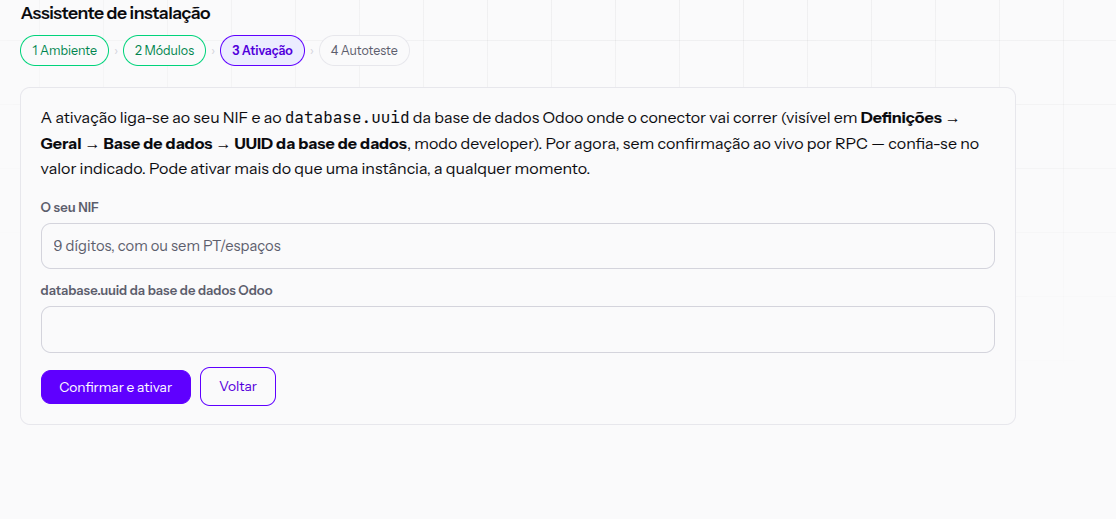 Assistente de instalação
1 Ambiente › 2 Módulos › 3 Ativação › 4 Autoteste
A ativação liga-se ao seu NIF e ao database.uuid da base de dados Odoo onde o conector vai correr (visível em Definições →
Geral → Base de dados → UUID da base de dados, modo developer). Por agora, sem confirmação ao vivo por RPC — confia-se no
valor indicado. Pode ativar mais do que uma instância, a qualquer momento.
O seu NIF
9 dígitos, com ou sem PT/espaços
database.uuid da base de dados Odoo
Confirmar e ativar Voltar